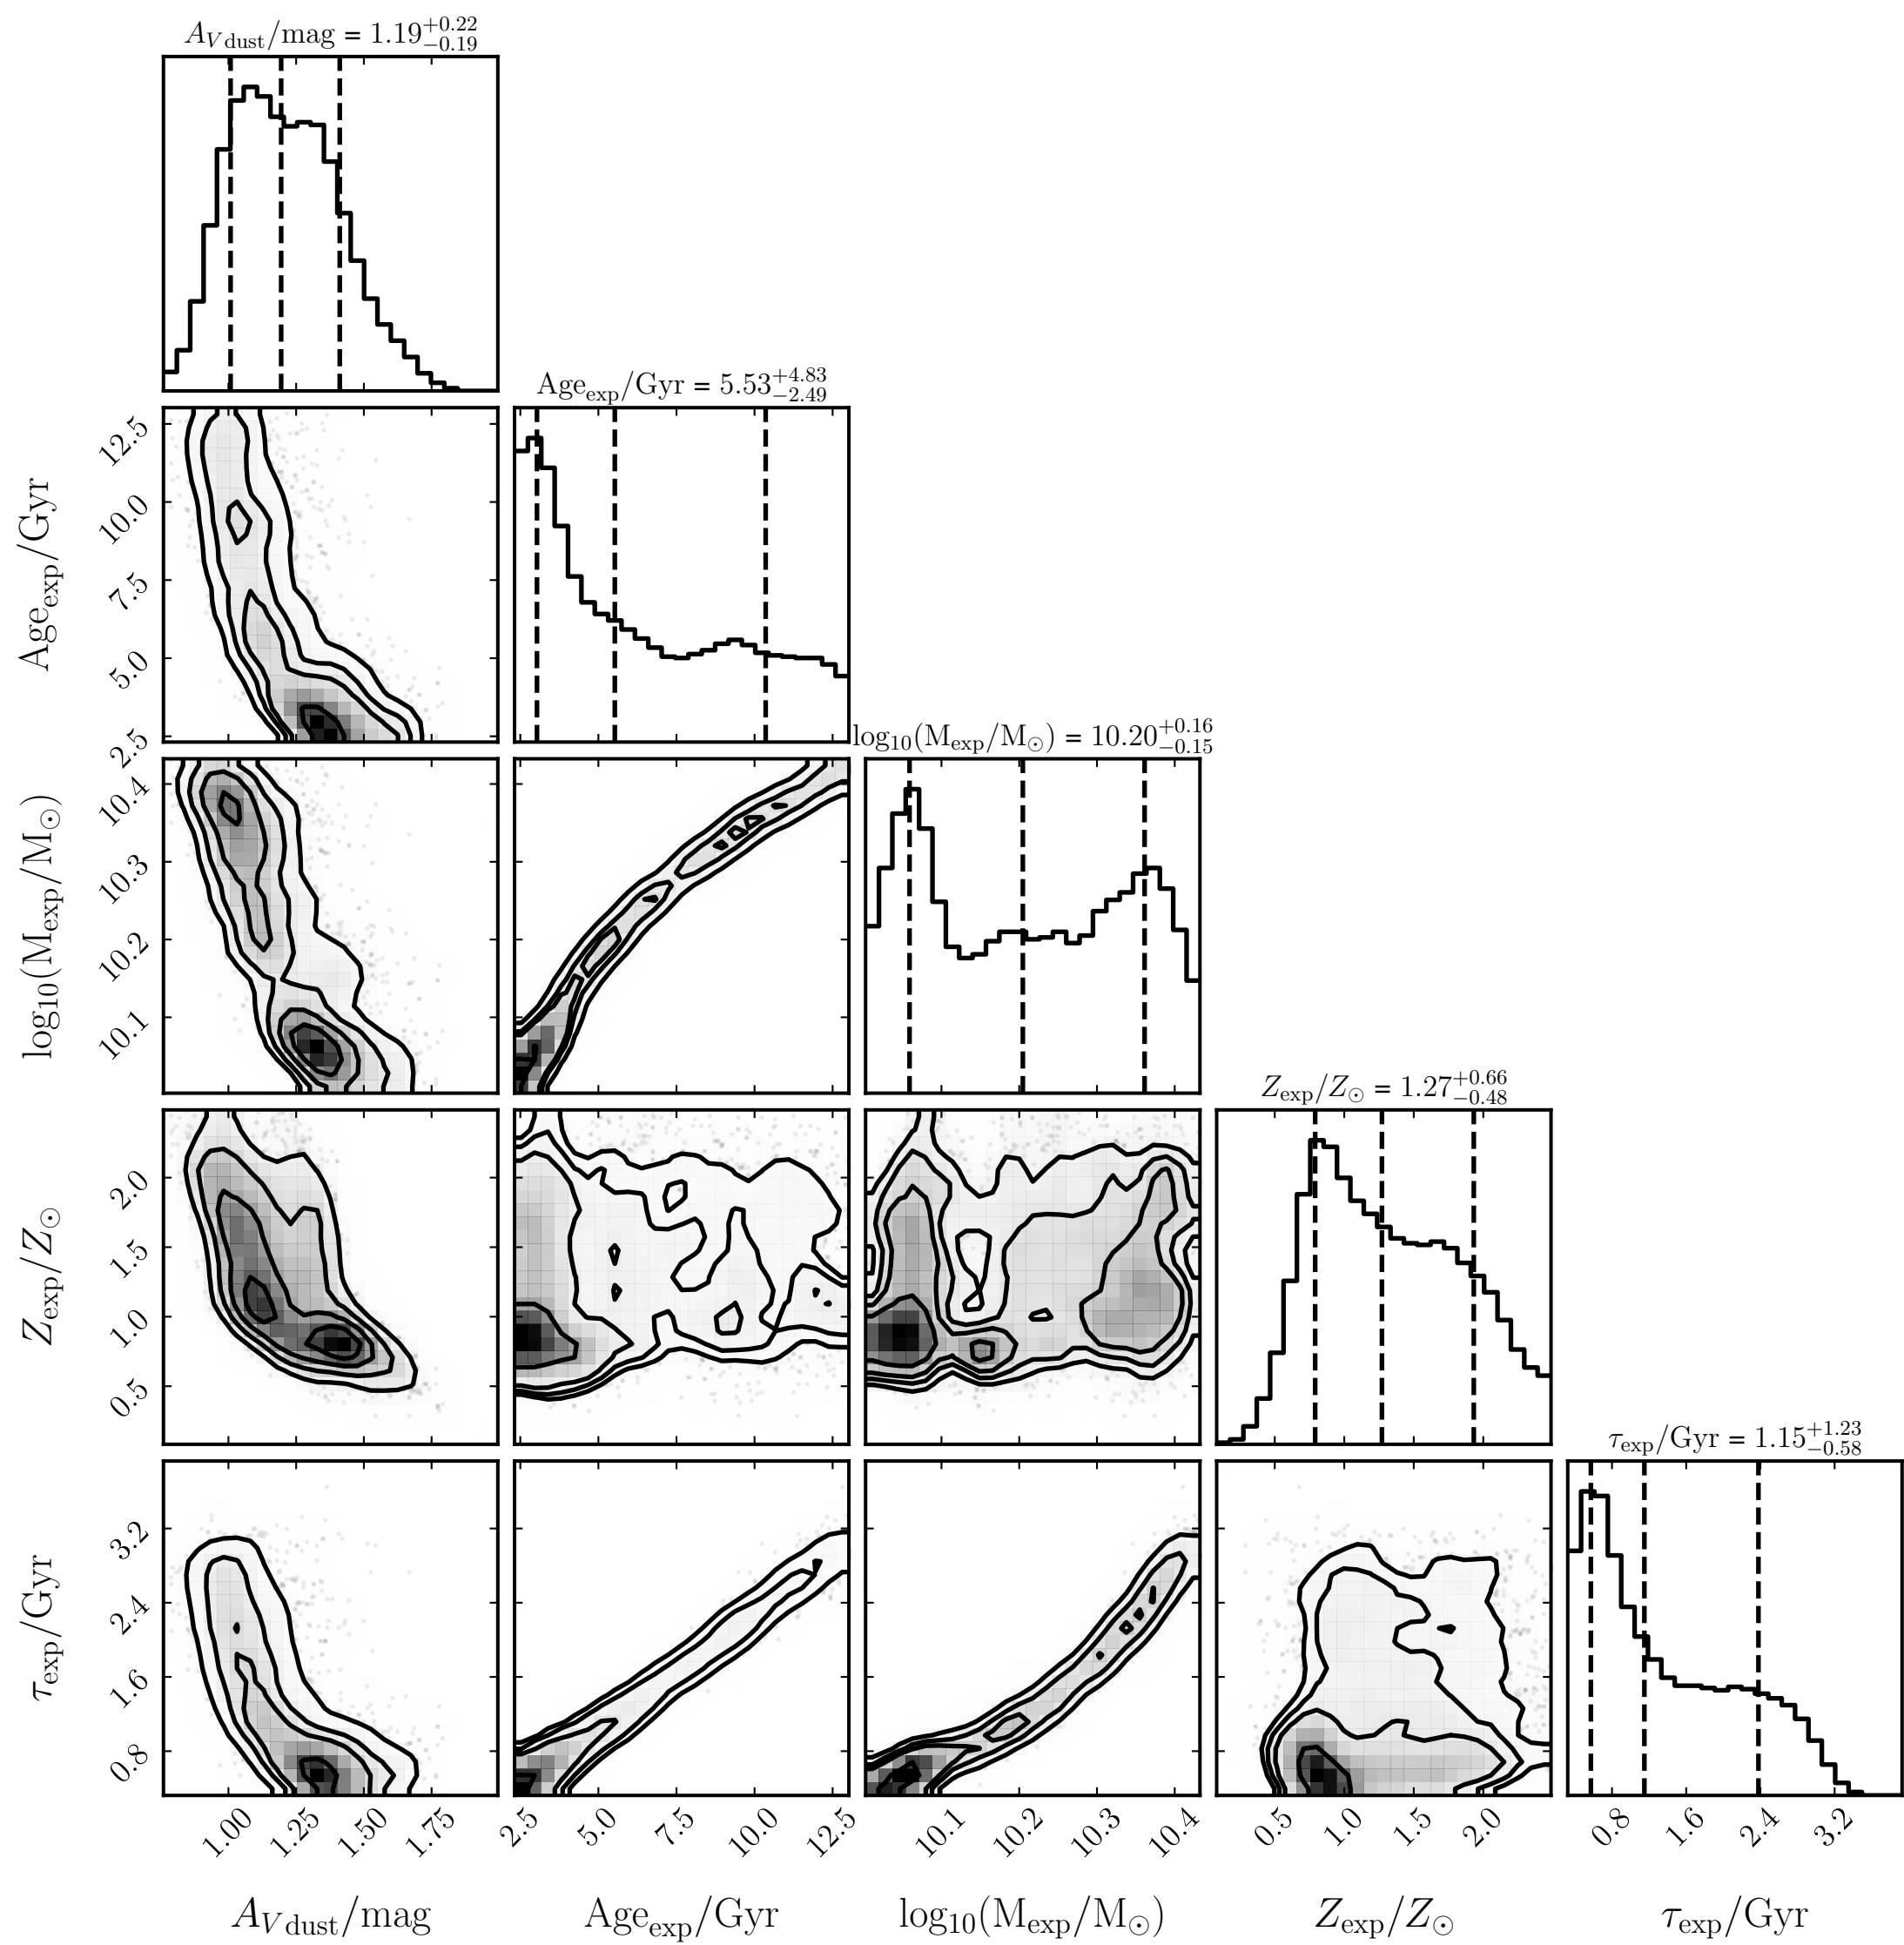 A_V dust/mag = 1.19^{+0.22}_{-0.19}
Age_exp/Gyr = 5.53^{+4.83}_{-2.49}
12.5
10.0
7.5
5.0
2.5
Age_exp/Gyr
log₁₀(M_exp/M_⊙) = 10.20^{+0.16}_{-0.15}
10.4
10.3
10.2
10.1
log₁₀(M_exp/M_⊙)
Z_exp/Z_⊙ = 1.27^{+0.66}_{-0.48}
2.0
1.5
1.0
0.5
Z_exp/Z_⊙
τ_exp/Gyr = 1.15^{+1.23}_{-0.58}
3.2
2.4
1.6
0.8
τ_exp/Gyr
1.00 1.25 1.50 1.75
2.5 5.0 7.5 10.0 12.5
10.1 10.2 10.3 10.4
0.5 1.0 1.5 2.0
0.8 1.6 2.4 3.2
A_V dust/mag
Age_exp/Gyr
log₁₀(M_exp/M_⊙)
Z_exp/Z_⊙
τ_exp/Gyr